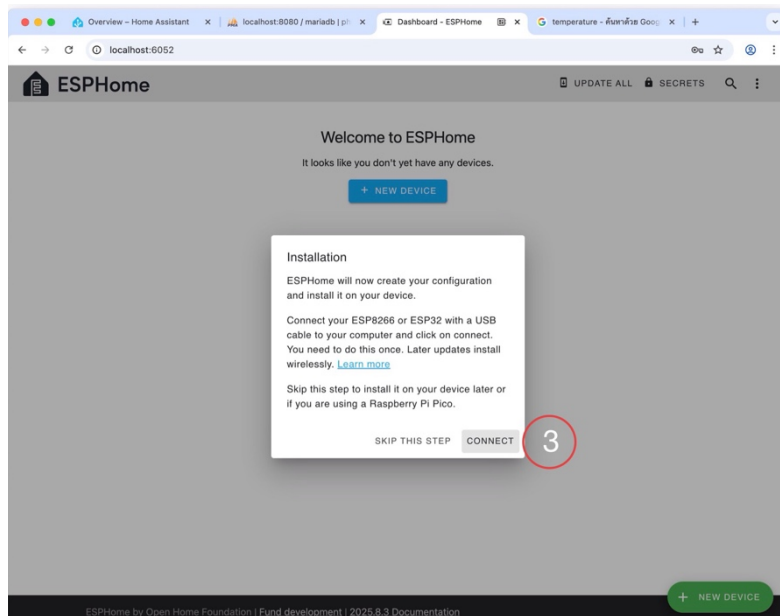 Overview – Home Assistant
localhost:8080 / mariadb | ph
Dashboard - ESPHome
temperature - ค้นหาด้วย Goog
localhost:6052
ESPHome
UPDATE ALL
SECRETS
Welcome to ESPHome
It looks like you don't yet have any devices.
+ NEW DEVICE
Installation
ESPHome will now create your configuration
and install it on your device.
Connect your ESP8266 or ESP32 with a USB
cable to your computer and click on connect.
You need to do this once. Later updates install
wirelessly. Learn more
Skip this step to install it on your device later or
if you are using a Raspberry Pi Pico.
SKIP THIS STEP
CONNECT
3
+ NEW DEVICE
ESPHome by Open Home Foundation | Fund development | 2025.8.3 Documentation